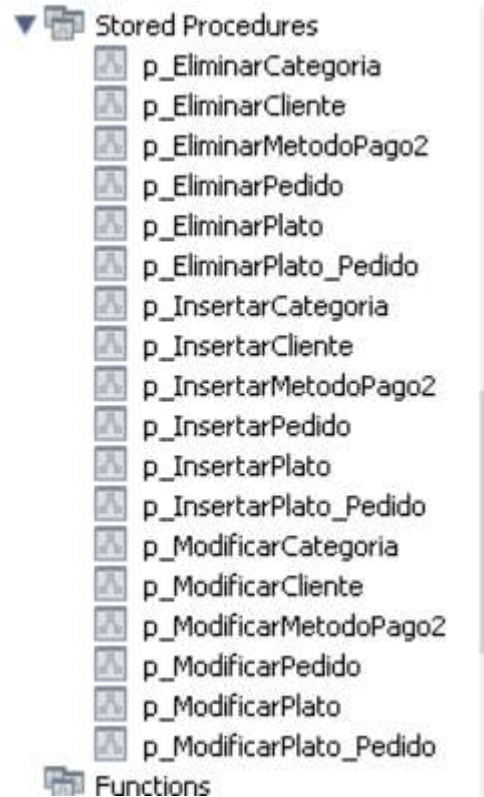 Stored Procedures
p_EliminarCategoria
p_EliminarCliente
p_EliminarMetodoPago2
p_EliminarPedido
p_EliminarPlato
p_EliminarPlato_Pedido
p_InsertarCategoria
p_InsertarCliente
p_InsertarMetodoPago2
p_InsertarPedido
p_InsertarPlato
p_InsertarPlato_Pedido
p_ModificarCategoria
p_ModificarCliente
p_ModificarMetodoPago2
p_ModificarPedido
p_ModificarPlato
p_ModificarPlato_Pedido
Functions